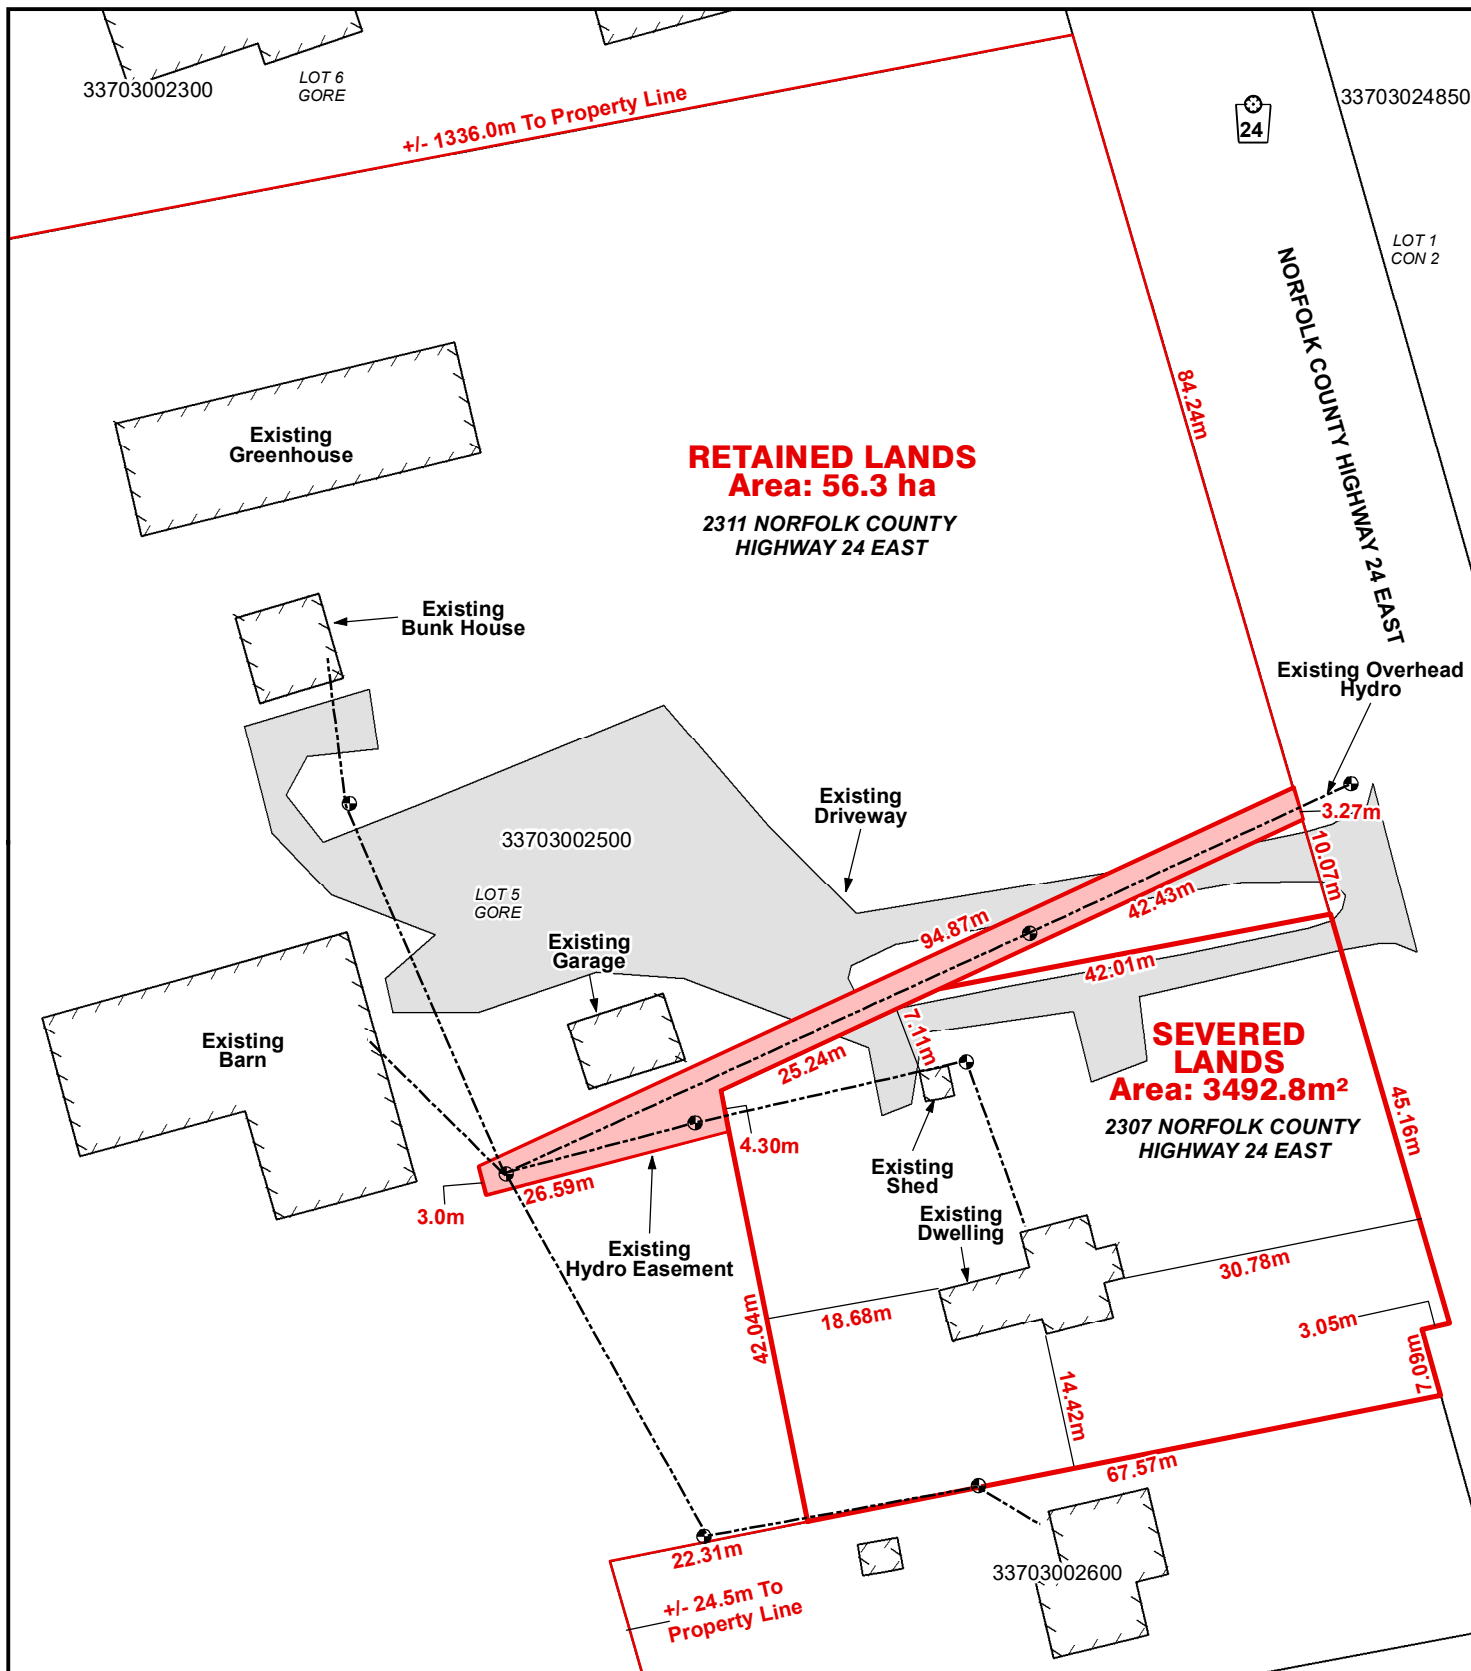 33703002300
LOT 6
GORE
+/- 1336.0m To Property Line
24
33703024850
LOT 1
CON 2
NORFOLK COUNTY HIGHWAY 24 EAST
84.24m
Existing
Greenhouse
RETAINED LANDS
Area: 56.3 ha
2311 NORFOLK COUNTY
HIGHWAY 24 EAST
Existing
Bunk House
Existing Overhead
Hydro
Existing
Driveway
3.27m
10.07m
33703002500
LOT 5
GORE
94.87m
42.43m
Existing
Garage
42.01m
Existing
Barn
7.11m
25.24m
SEVERED
LANDS
Area: 3492.8m²
2307 NORFOLK COUNTY
HIGHWAY 24 EAST
45.16m
4.30m
Existing
Shed
26.59m
3.0m
Existing
Dwelling
Existing
Hydro Easement
30.78m
18.68m
42.04m
3.05m
7.09m
14.42m
67.57m
22.31m
33703002600
+/- 24.5m To
Property Line